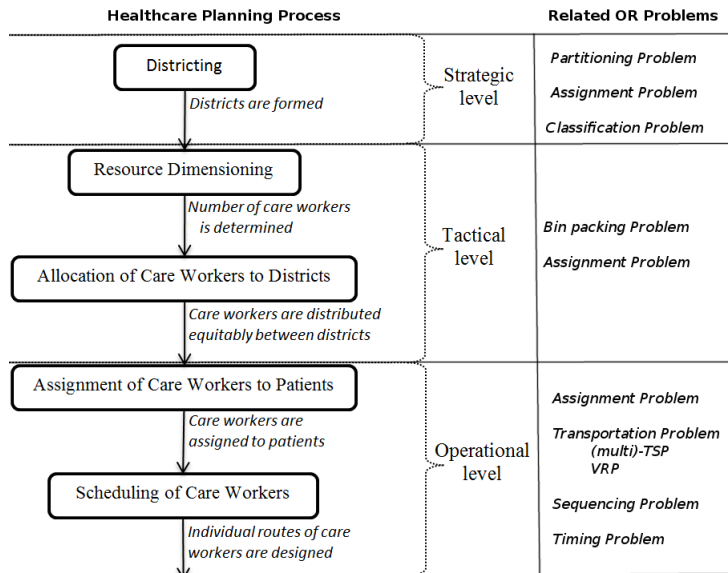 Healthcare Planning Process
Related OR Problems
Districting
Districts are formed
Strategic
level
Partitioning Problem
Assignment Problem
Classification Problem
Resource Dimensioning
Number of care workers
is determined
Allocation of Care Workers to Districts
Care workers are distributed
equitably between districts
Tactical
level
Bin packing Problem
Assignment Problem
Assignment of Care Workers to Patients
Care workers are
assigned to patients
Scheduling of Care Workers
Individual routes of care
workers are designed
Operational
level
Assignment Problem
Transportation Problem
(multi)-TSP
VRP
Sequencing Problem
Timing Problem